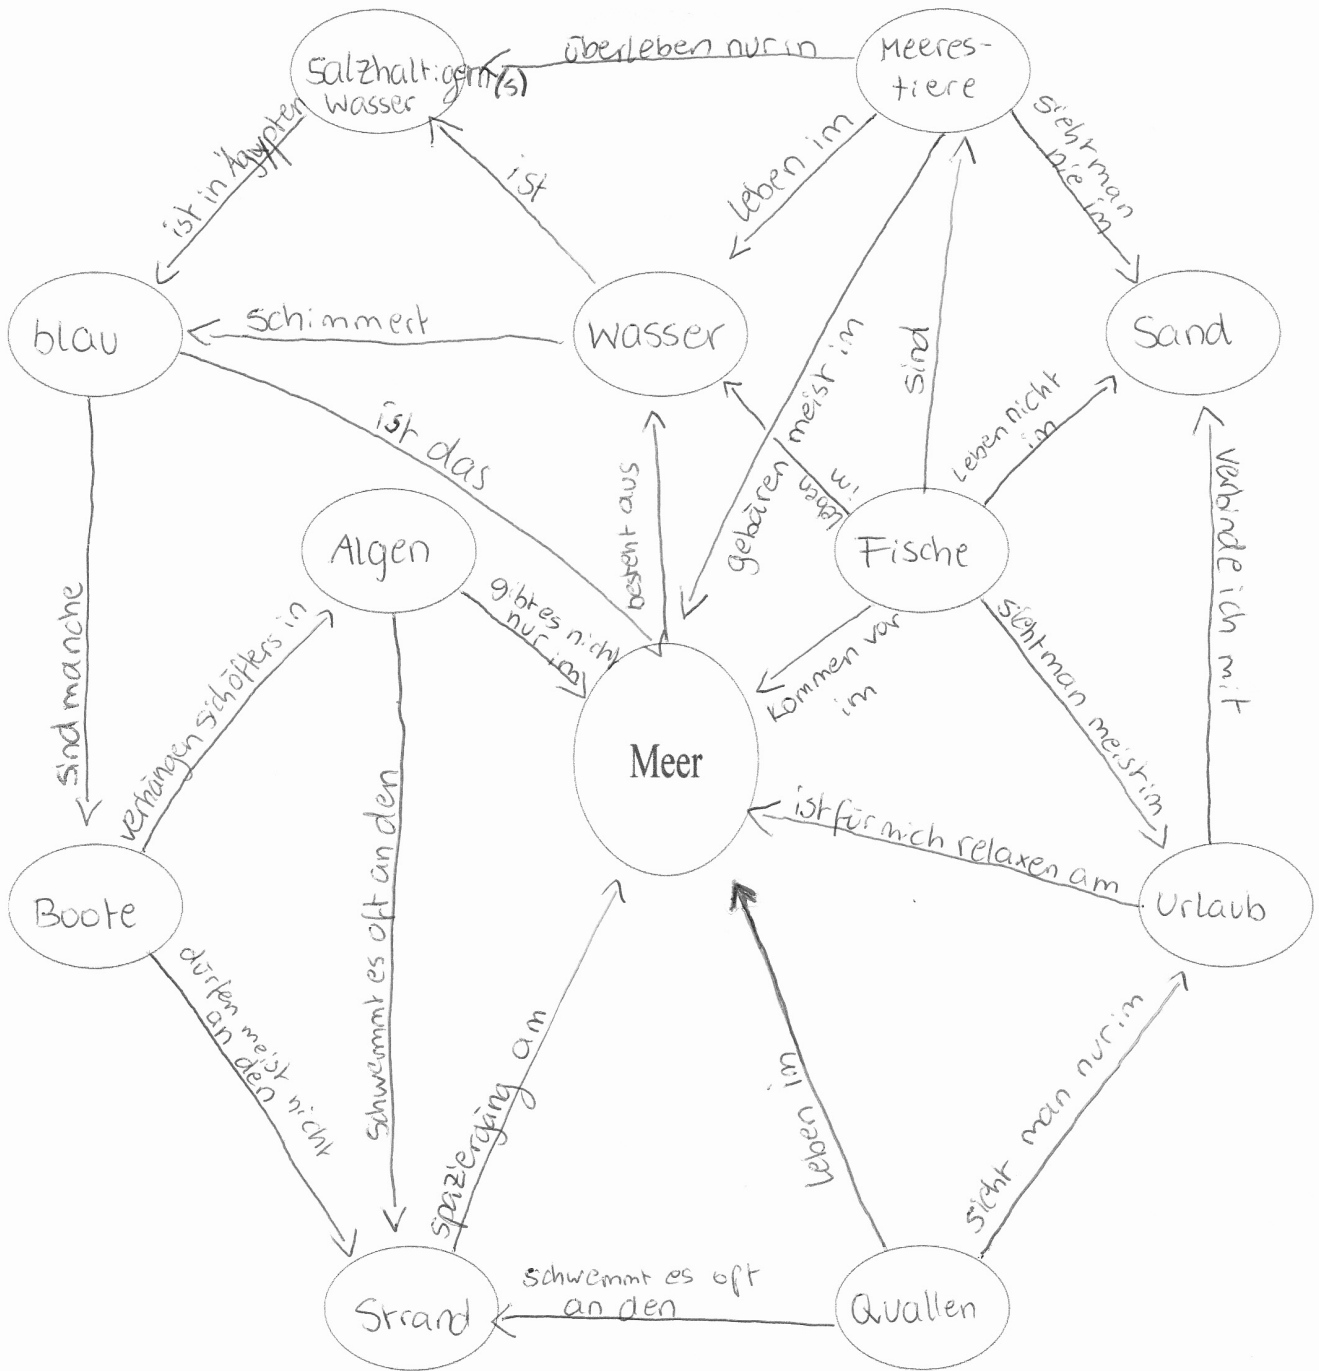 überleben nur in
Meeres-
tiere
Salzhaltigem(s)
Wasser
sieht man
nie im
ist in Ägypten
ist
leben im
blau
schimmert
Wasser
sind
Sand
ist das
gebären meist im
leben
im
leben nicht
im
verbinde ich mit
besteht aus
Algen
gibt es nicht
nur im
Fische
sind manche
verhängen sich öfters in
kommen vor
im
sieht man meist im
Meer
ist für mich relaxen am
schwemmt es oft an den
Boote
Urlaub
dürfen meist nicht
an den
spaziergäng am
leben im
sieht man nur im
schwemmt es oft
an den
Strand
Quallen